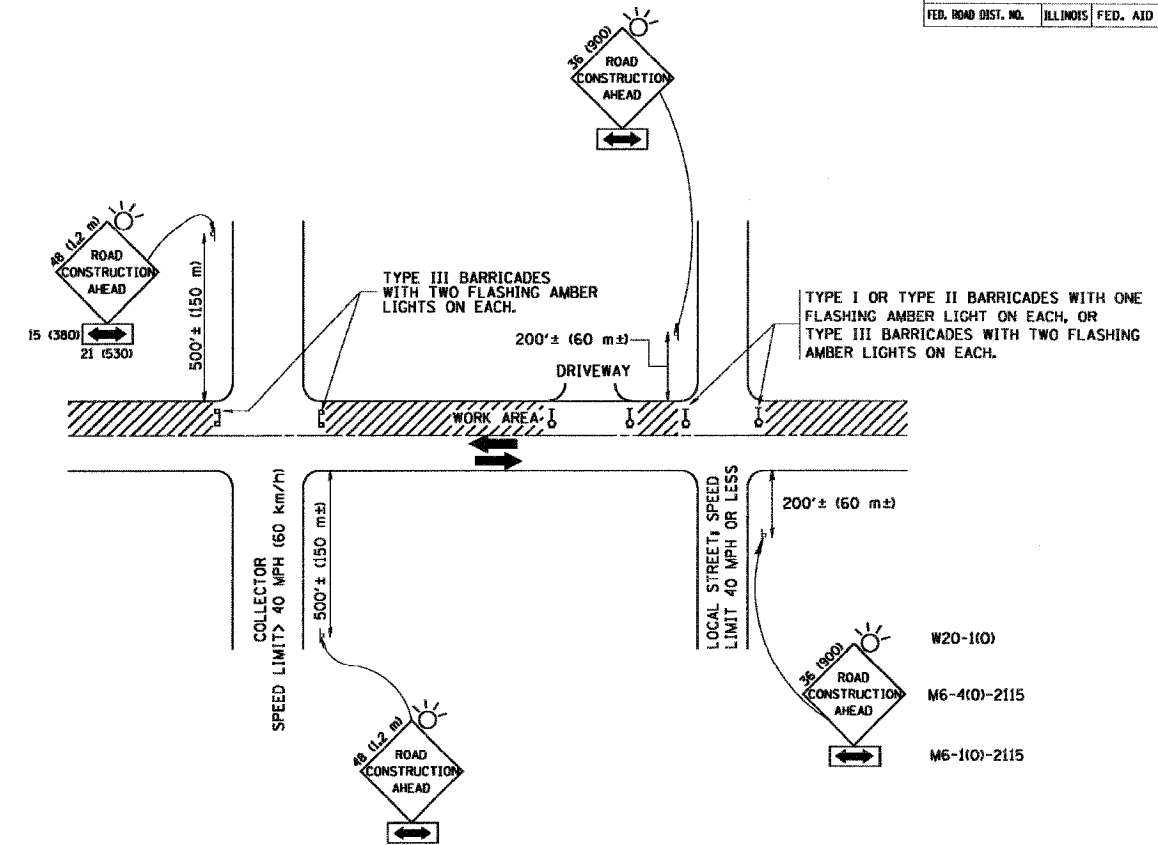 FED. ROAD DIST. NO. ILLINOIS FED. AID
36 (900)
ROAD
CONSTRUCTION
AHEAD
48 (1.2 m)
ROAD
CONSTRUCTION
AHEAD
15 (380)
21 (530)
500'± (150 m)
TYPE III BARRICADES
WITH TWO FLASHING AMBER
LIGHTS ON EACH.
200'± (60 m±)
DRIVEWAY
TYPE I OR TYPE II BARRICADES WITH ONE
FLASHING AMBER LIGHT ON EACH, OR
TYPE III BARRICADES WITH TWO FLASHING
AMBER LIGHTS ON EACH.
WORK AREA
COLLECTOR
SPEED LIMIT> 40 MPH (60 km/h)
500'± (150 m±)
LOCAL STREET: SPEED
LIMIT 40 MPH OR LESS
200'± (60 m±)
48 (1.2 m)
ROAD
CONSTRUCTION
AHEAD
36 (900)
ROAD
CONSTRUCTION
AHEAD
W20-1(O)
M6-4(O)-2115
M6-1(O)-2115